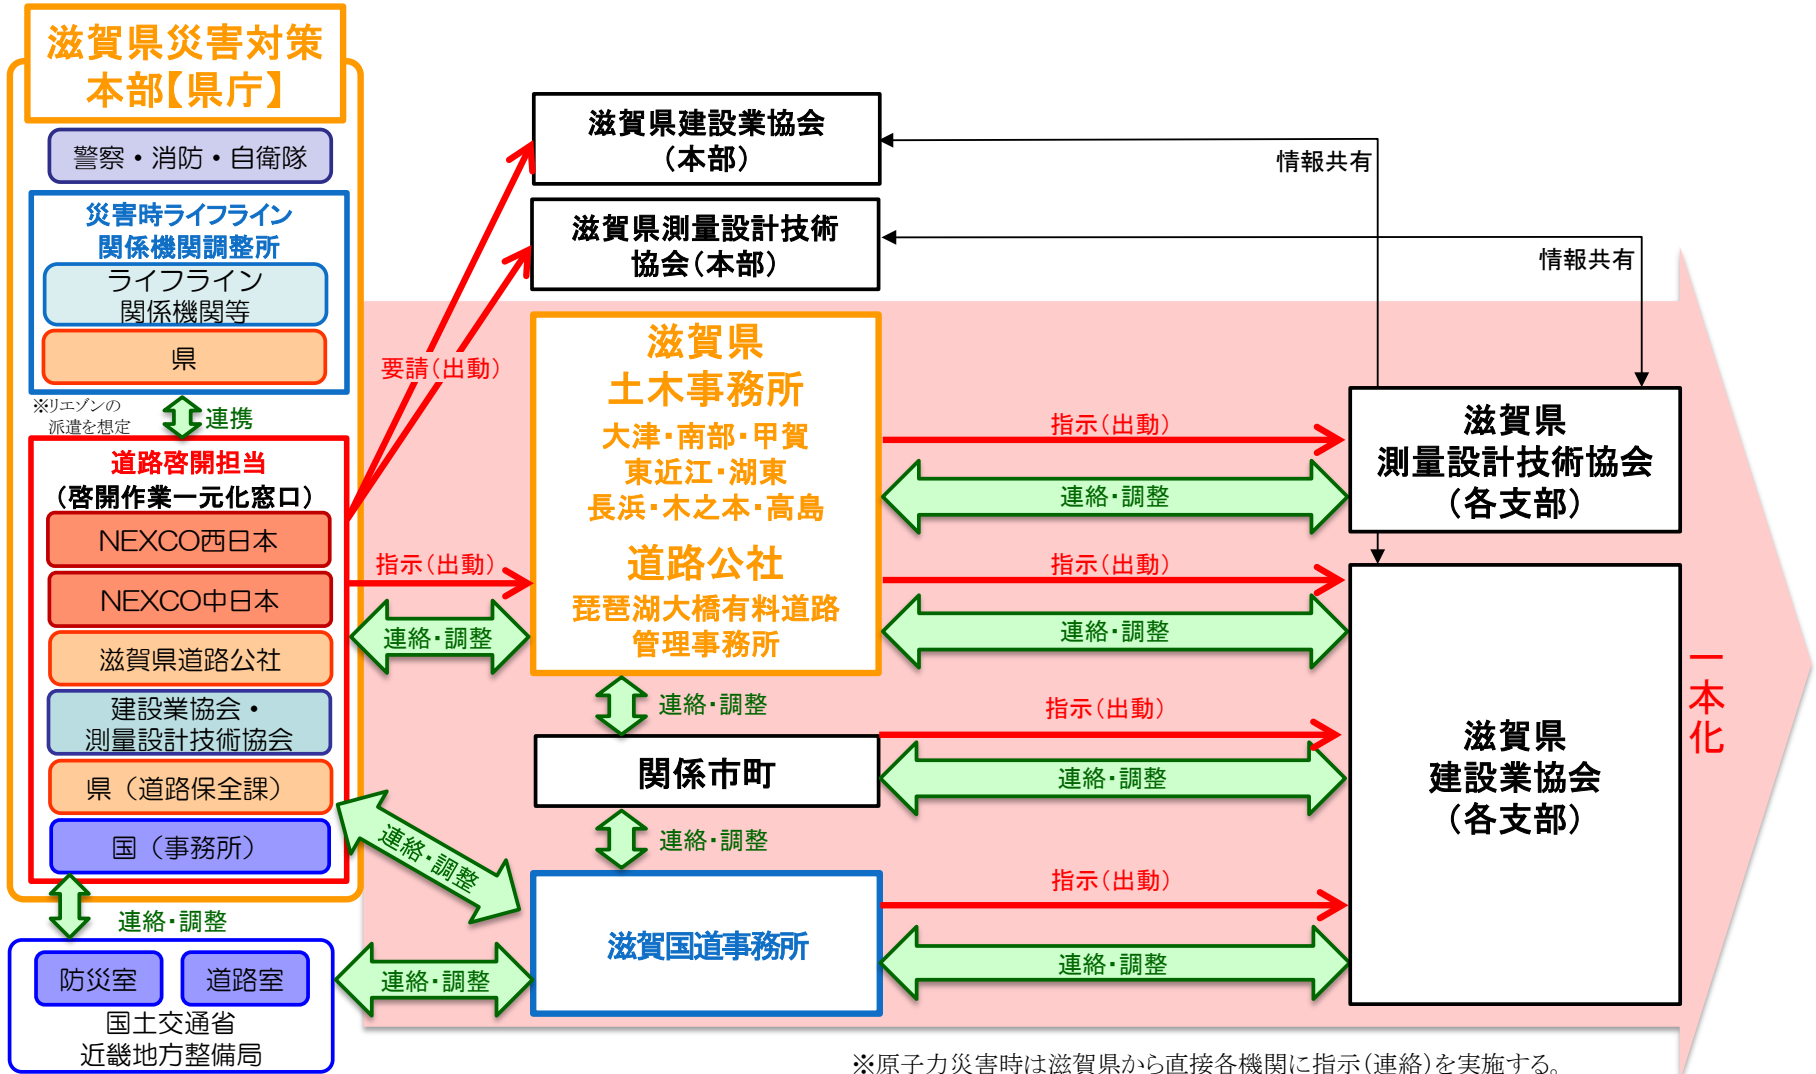 滋賀県災害対策
本部【県庁】
警察・消防・自衛隊
災害時ライフライン
関係機関調整所
ライフライン
関係機関等
県
※リエゾンの
派遣を想定
連携
道路啓開担当
（啓開作業一元化窓口）
NEXCO西日本
NEXCO中日本
滋賀県道路公社
建設業協会・
測量設計技術協会
県（道路保全課）
国（事務所）
連絡・調整
防災室
道路室
国土交通省
近畿地方整備局
要請（出動）
指示（出動）
連絡・調整
連絡・調整
連絡・調整
滋賀県建設業協会
（本部）
滋賀県測量設計技術
協会（本部）
滋賀県
土木事務所
大津・南部・甲賀
東近江・湖東
長浜・木之本・高島
道路公社
琵琶湖大橋有料道路
管理事務所
連絡・調整
関係市町
連絡・調整
滋賀国道事務所
情報共有
情報共有
指示（出動）
連絡・調整
指示（出動）
連絡・調整
指示（出動）
連絡・調整
指示（出動）
連絡・調整
滋賀県
測量設計技術協会
（各支部）
滋賀県
建設業協会
（各支部）
一本化
※原子力災害時は滋賀県から直接各機関に指示（連絡）を実施する。